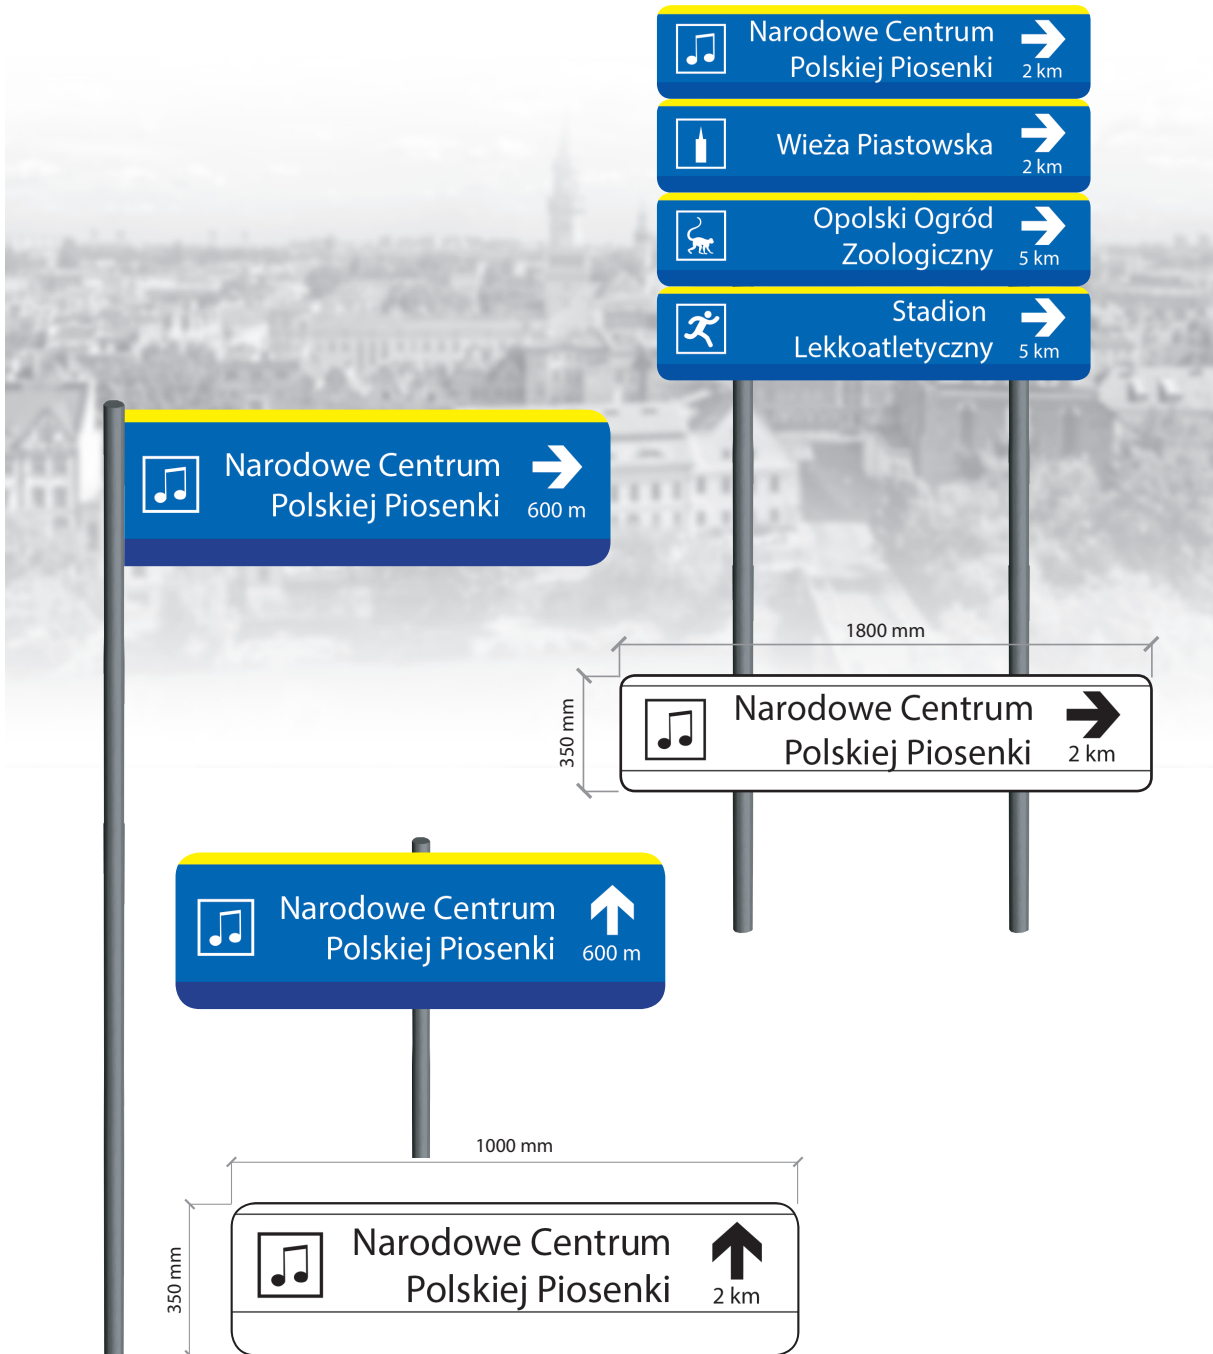 Narodowe Centrum
Polskiej Piosenki
2 km
Wieża Piastowska
2 km
Opolski Ogród
Zoologiczny
5 km
Stadion
Lekkoatletyczny
5 km
Narodowe Centrum
Polskiej Piosenki
600 m
1800 mm
350 mm
Narodowe Centrum
Polskiej Piosenki
2 km
Narodowe Centrum
Polskiej Piosenki
600 m
1000 mm
350 mm
Narodowe Centrum
Polskiej Piosenki
2 km